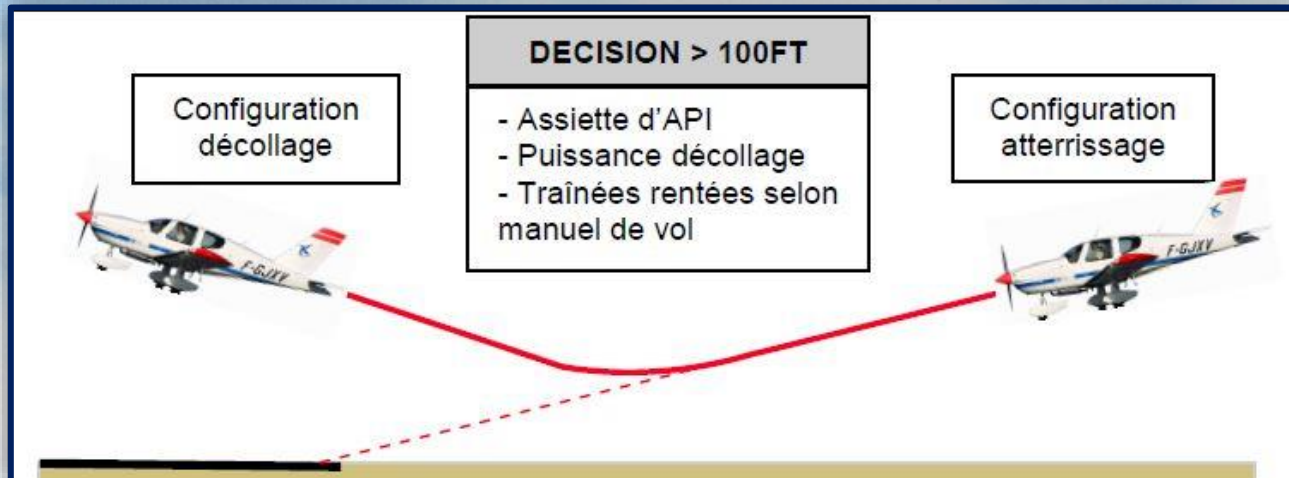 DECISION > 100FT
Configuration
décollage
- Assiette d'API
- Puissance décollage
- Traînées rentées selon
manuel de vol
Configuration
atterrissage
F-GJXV
F-GJXV